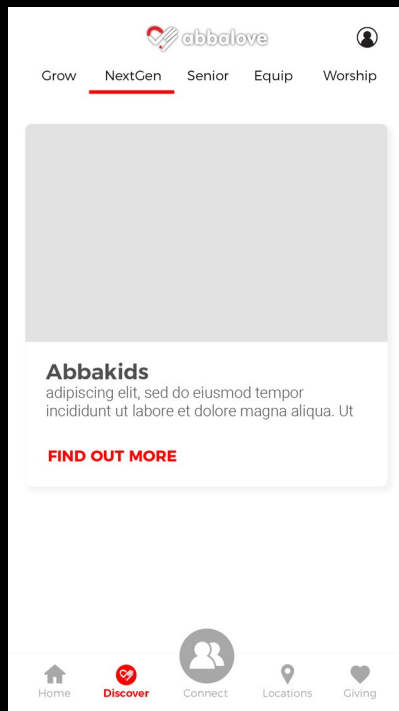 abbalove
Grow NextGen Senior Equip Worship
Abbakids
adipiscing elit, sed do eiusmod tempor
incididunt ut labore et dolore magna aliqua. Ut
FIND OUT MORE
Home Discover Connect Locations Giving